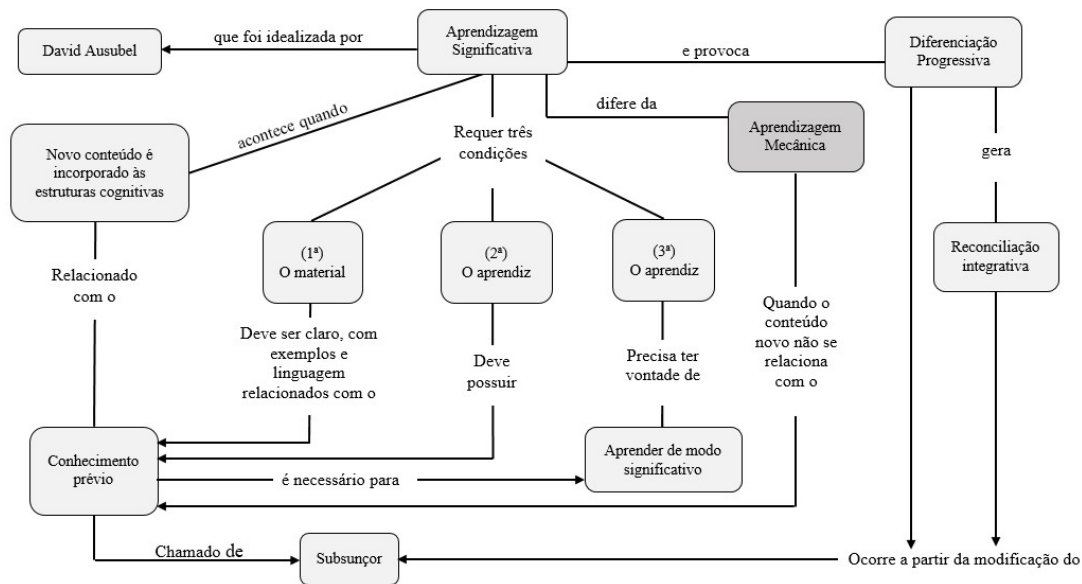 David Ausubel
que foi idealizada por
Aprendizagem
Significativa
e provoca
Diferenciação
Progressiva
acontece quando
Requer três
condições
difere da
Aprendizagem
Mecânica
gera
Novo conteúdo é
incorporado às
estruturas cognitivas
(1ª)
O material
(2ª)
O aprendiz
(3ª)
O aprendiz
Reconciliação
integrativa
Relacionado
com o
Deve ser claro, com
exemplos e
linguagem
relacionados com o
Deve
possuir
Precisa ter
vontade de
Quando o
conteúdo
novo não se
relaciona
com o
Conhecimento
prévio
é necessário para
Aprender de modo
significativo
Chamado de
Subsunçor
Ocorre a partir da modificação do